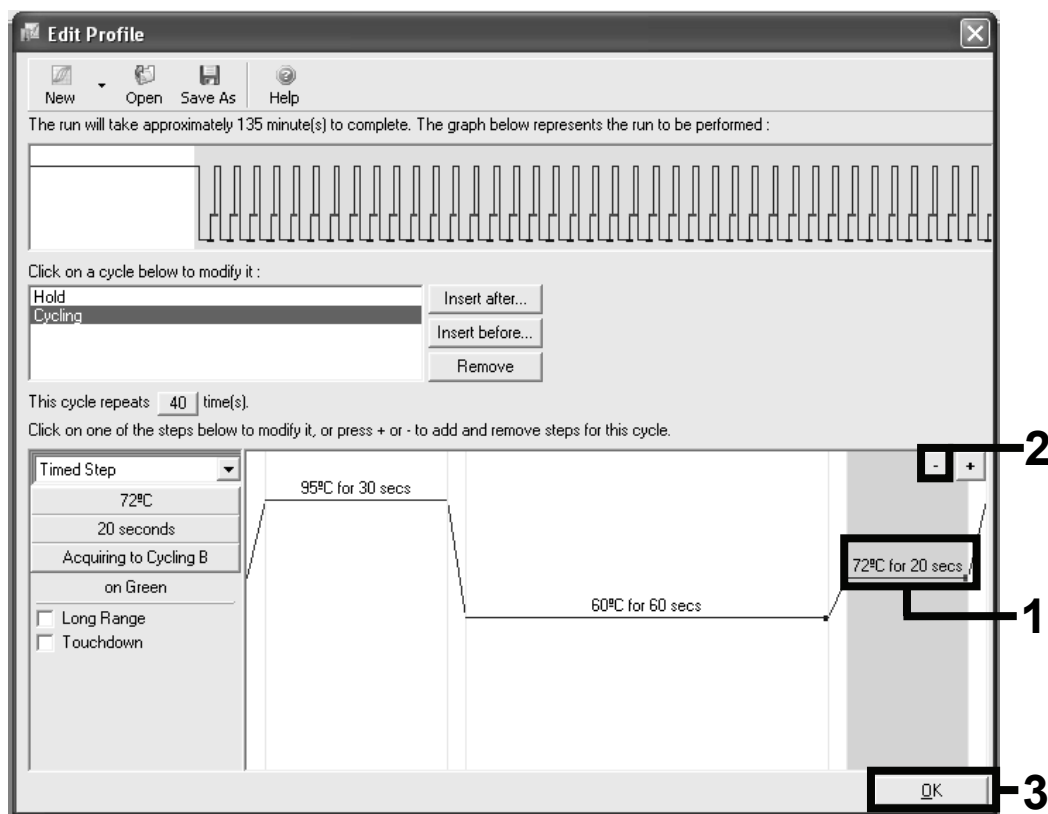 Edit Profile
New Open Save As Help
The run will take approximately 135 minute(s) to complete. The graph below represents the run to be performed :
Click on a cycle below to modify it :
Hold
Cycling
Insert after...
Insert before...
Remove
This cycle repeats 40 time(s).
Click on one of the steps below to modify it, or press + or - to add and remove steps for this cycle.
Timed Step
72ºC
20 seconds
Acquiring to Cycling B
on Green
Long Range
Touchdown
95ºC for 30 secs
60ºC for 60 secs
72ºC for 20 secs
- +
2
1
OK
3